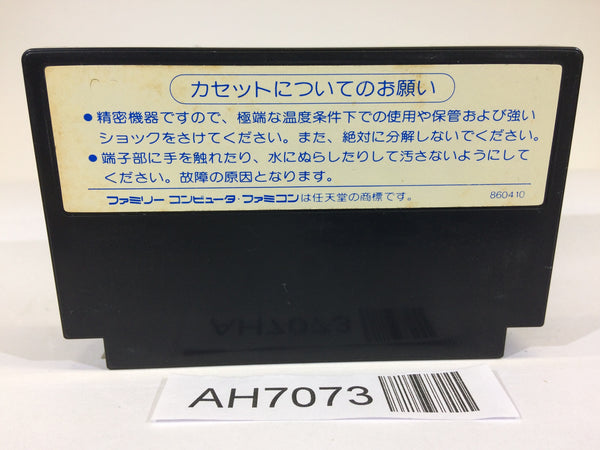 カセットについてのお願い
●精密機器ですので、極端な温度条件下での使用や保管および強い
ショックをさけてください。また、絶対に分解しないでください。
●端子部に手を触れたり、水にぬらしたりして汚さないようにして
ください。故障の原因となります。
ファミリーコンピュータ・ファミコンは任天堂の商標です。 860410
AH7073
AH7073